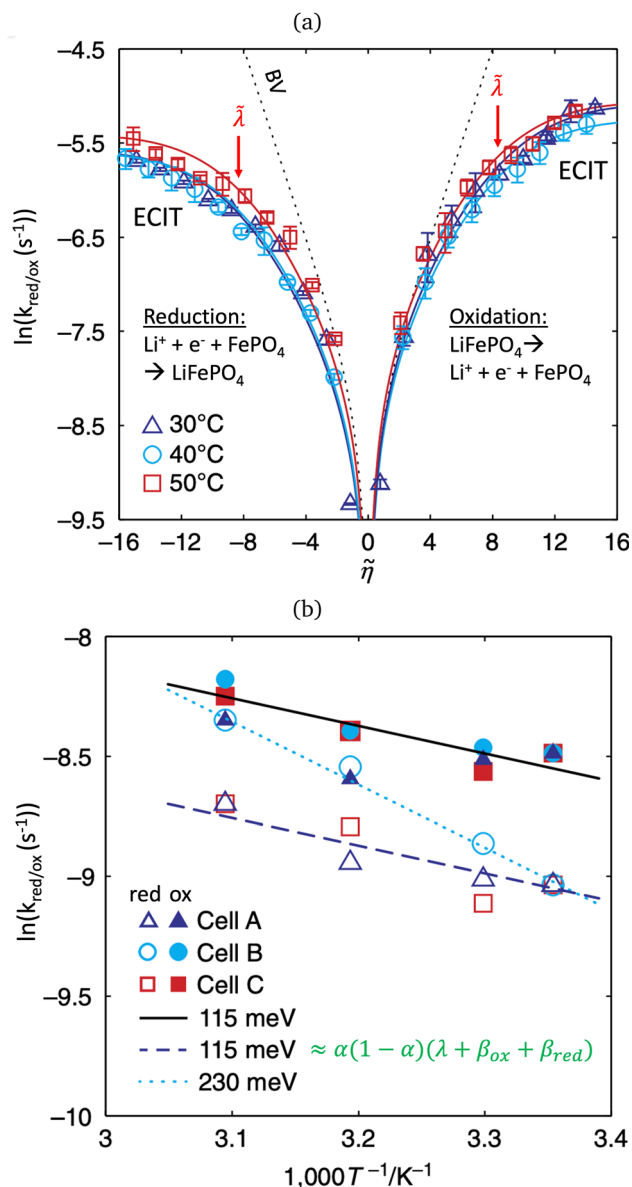 (a)
-4.5
-5.5
-6.5
-7.5
-8.5
-9.5
ln(k_red/ox (s⁻¹))
BV
λ̃
λ̃
ECIT
ECIT
Reduction:
Li⁺ + e⁻ + FePO₄
→ LiFePO₄
Oxidation:
LiFePO₄→
Li⁺ + e⁻ + FePO₄
30°C
40°C
50°C
-16 -12 -8 -4 0 4 8 12 16
η̃
(b)
-8
-8.5
-9
-9.5
-10
ln(k_red/ox (s⁻¹))
red ox
Cell A
Cell B
Cell C
115 meV
115 meV ≈ α(1 − α)(λ + β_ox + β_red)
230 meV
3 3.1 3.2 3.3 3.4
1,000T⁻¹/K⁻¹